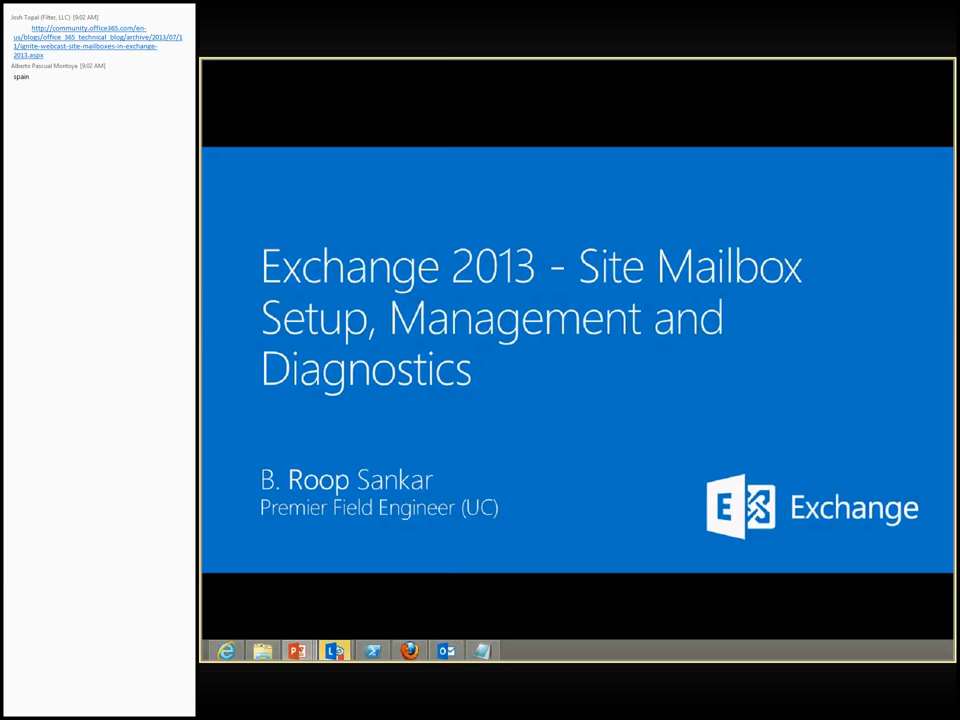 Josh Topal (Filter, LLC) [9:02 AM]
http://community.office365.com/en-
us/blogs/office_365_technical_blog/archive/2013/07/1
1/ignite-webcast-site-mailboxes-in-exchange-
2013.aspx
Alberto Pascual Montoya [9:02 AM]
spain
Exchange 2013 - Site Mailbox
Setup, Management and
Diagnostics
B. Roop Sankar
Premier Field Engineer (UC)
E Exchange